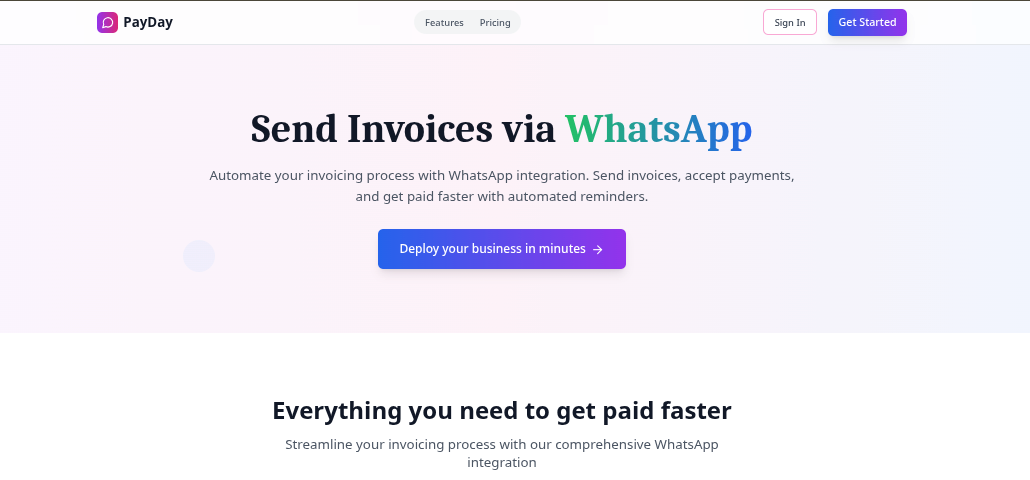 PayDay
Features
Pricing
Sign In
Get Started
Send Invoices via WhatsApp
Automate your invoicing process with WhatsApp integration. Send invoices, accept payments,
and get paid faster with automated reminders.
Deploy your business in minutes →
Everything you need to get paid faster
Streamline your invoicing process with our comprehensive WhatsApp
integration